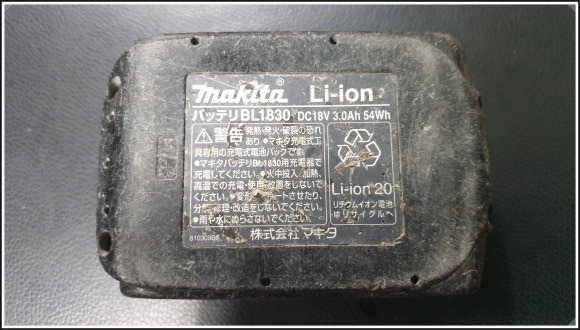 makita® Li-ion
バッテリBL1830 DC18V 3.0Ah 54Wh
警告 発熱・発火・破裂の恐れ
あり ●マキタ充電式工
具専用の充電式電池パックです
●マキタバッテリBL1830用充電器で
充電してください。●火中投入、加熱、
高温での充電・使用・放置をしないで
ください。●変形、ショートさせたり、
分解・修理・改造をしないでください。
●雨や水にぬらさないでください。
Li-ion 20
リチウムイオン電池
はリサイクルへ
株式会社マキタ